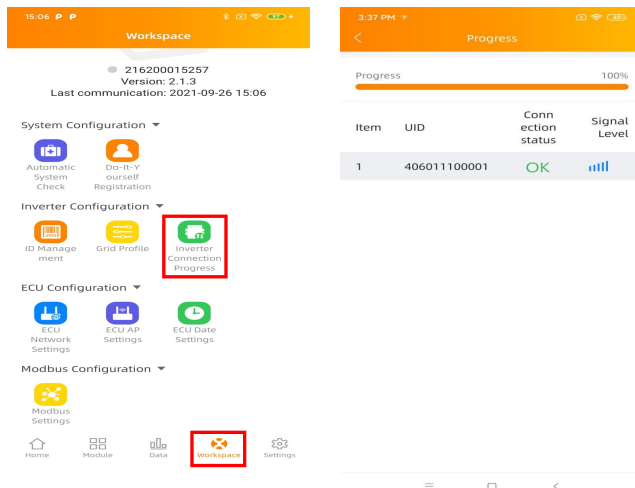 15:06 P P
97
Workspace
216200015257
Version: 2.1.3
Last communication: 2021-09-26 15:06
System Configuration
Automatic
System
Check
Do-It-Y
ourself
Registration
Inverter Configuration
ID Manage
ment
Grid Profile
Inverter
Connection
Progress
ECU Configuration
ECU
Network
Settings
ECU AP
Settings
ECU Date
Settings
Modbus Configuration
Modbus
Settings
Home
Module
Data
Workspace
Settings
3:37 PM
Progress
Progress
100%
Item
UID
Conn
ection
status
Signal
Level
1
406011100001
OK